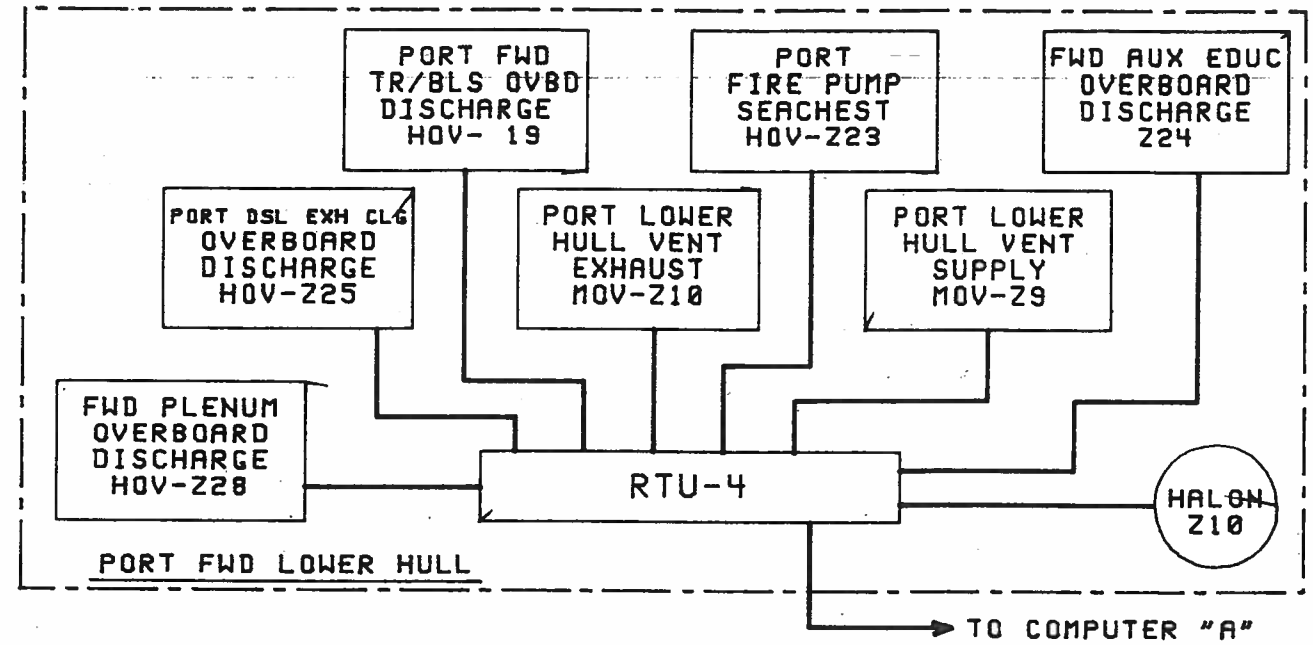 PORT FWD
TR/BLS OVBD
DISCHARGE
HOV- 19
PORT
FIRE PUMP
SEACHEST
HOV-Z23
FWD AUX EDUC
OVERBOARD
DISCHARGE
Z24
PORT DSL EXH CLG
OVERBOARD
DISCHARGE
HOV-Z25
PORT LOWER
HULL VENT
EXHAUST
MOV-Z10
PORT LOWER
HULL VENT
SUPPLY
MOV-Z9
FWD PLENUM
OVERBOARD
DISCHARGE
HOV-Z28
RTU-4
HALON
Z10
PORT FWD LOWER HULL
TO COMPUTER "A"